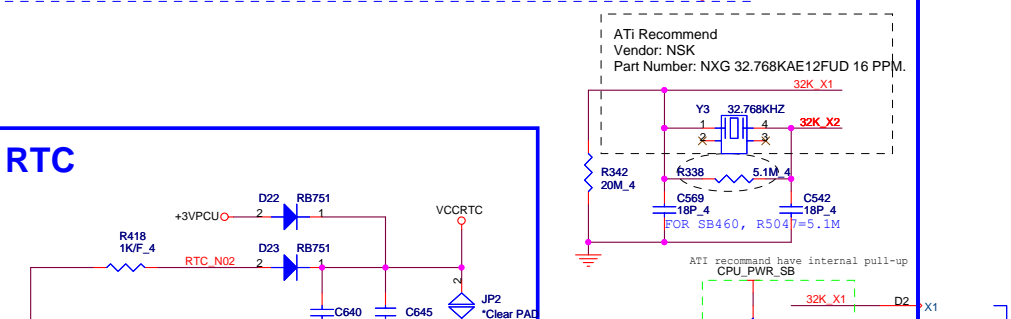 ATi Recommend
Vendor: NSK
Part Number: NXG 32.768KAE12FUD 16 PPM.
32K_X1
Y3 32.768KHZ
1 4 32K_X2
2 3
RTC
R342
20M_4
R338 5.1M_4
D22 RB751
C569
18P_4
C542
18P_4
+3VPCU 2 1
VCCRTC
FOR SB460, R5047=5.1M
R418
1K/F_4
D23 RB751
RTC_N02 2 1
ATI recommand have internal pull-up
CPU_PWR_SB
2
JP2
*Clear PAD
C640 C645
32K_X1 D2 X1